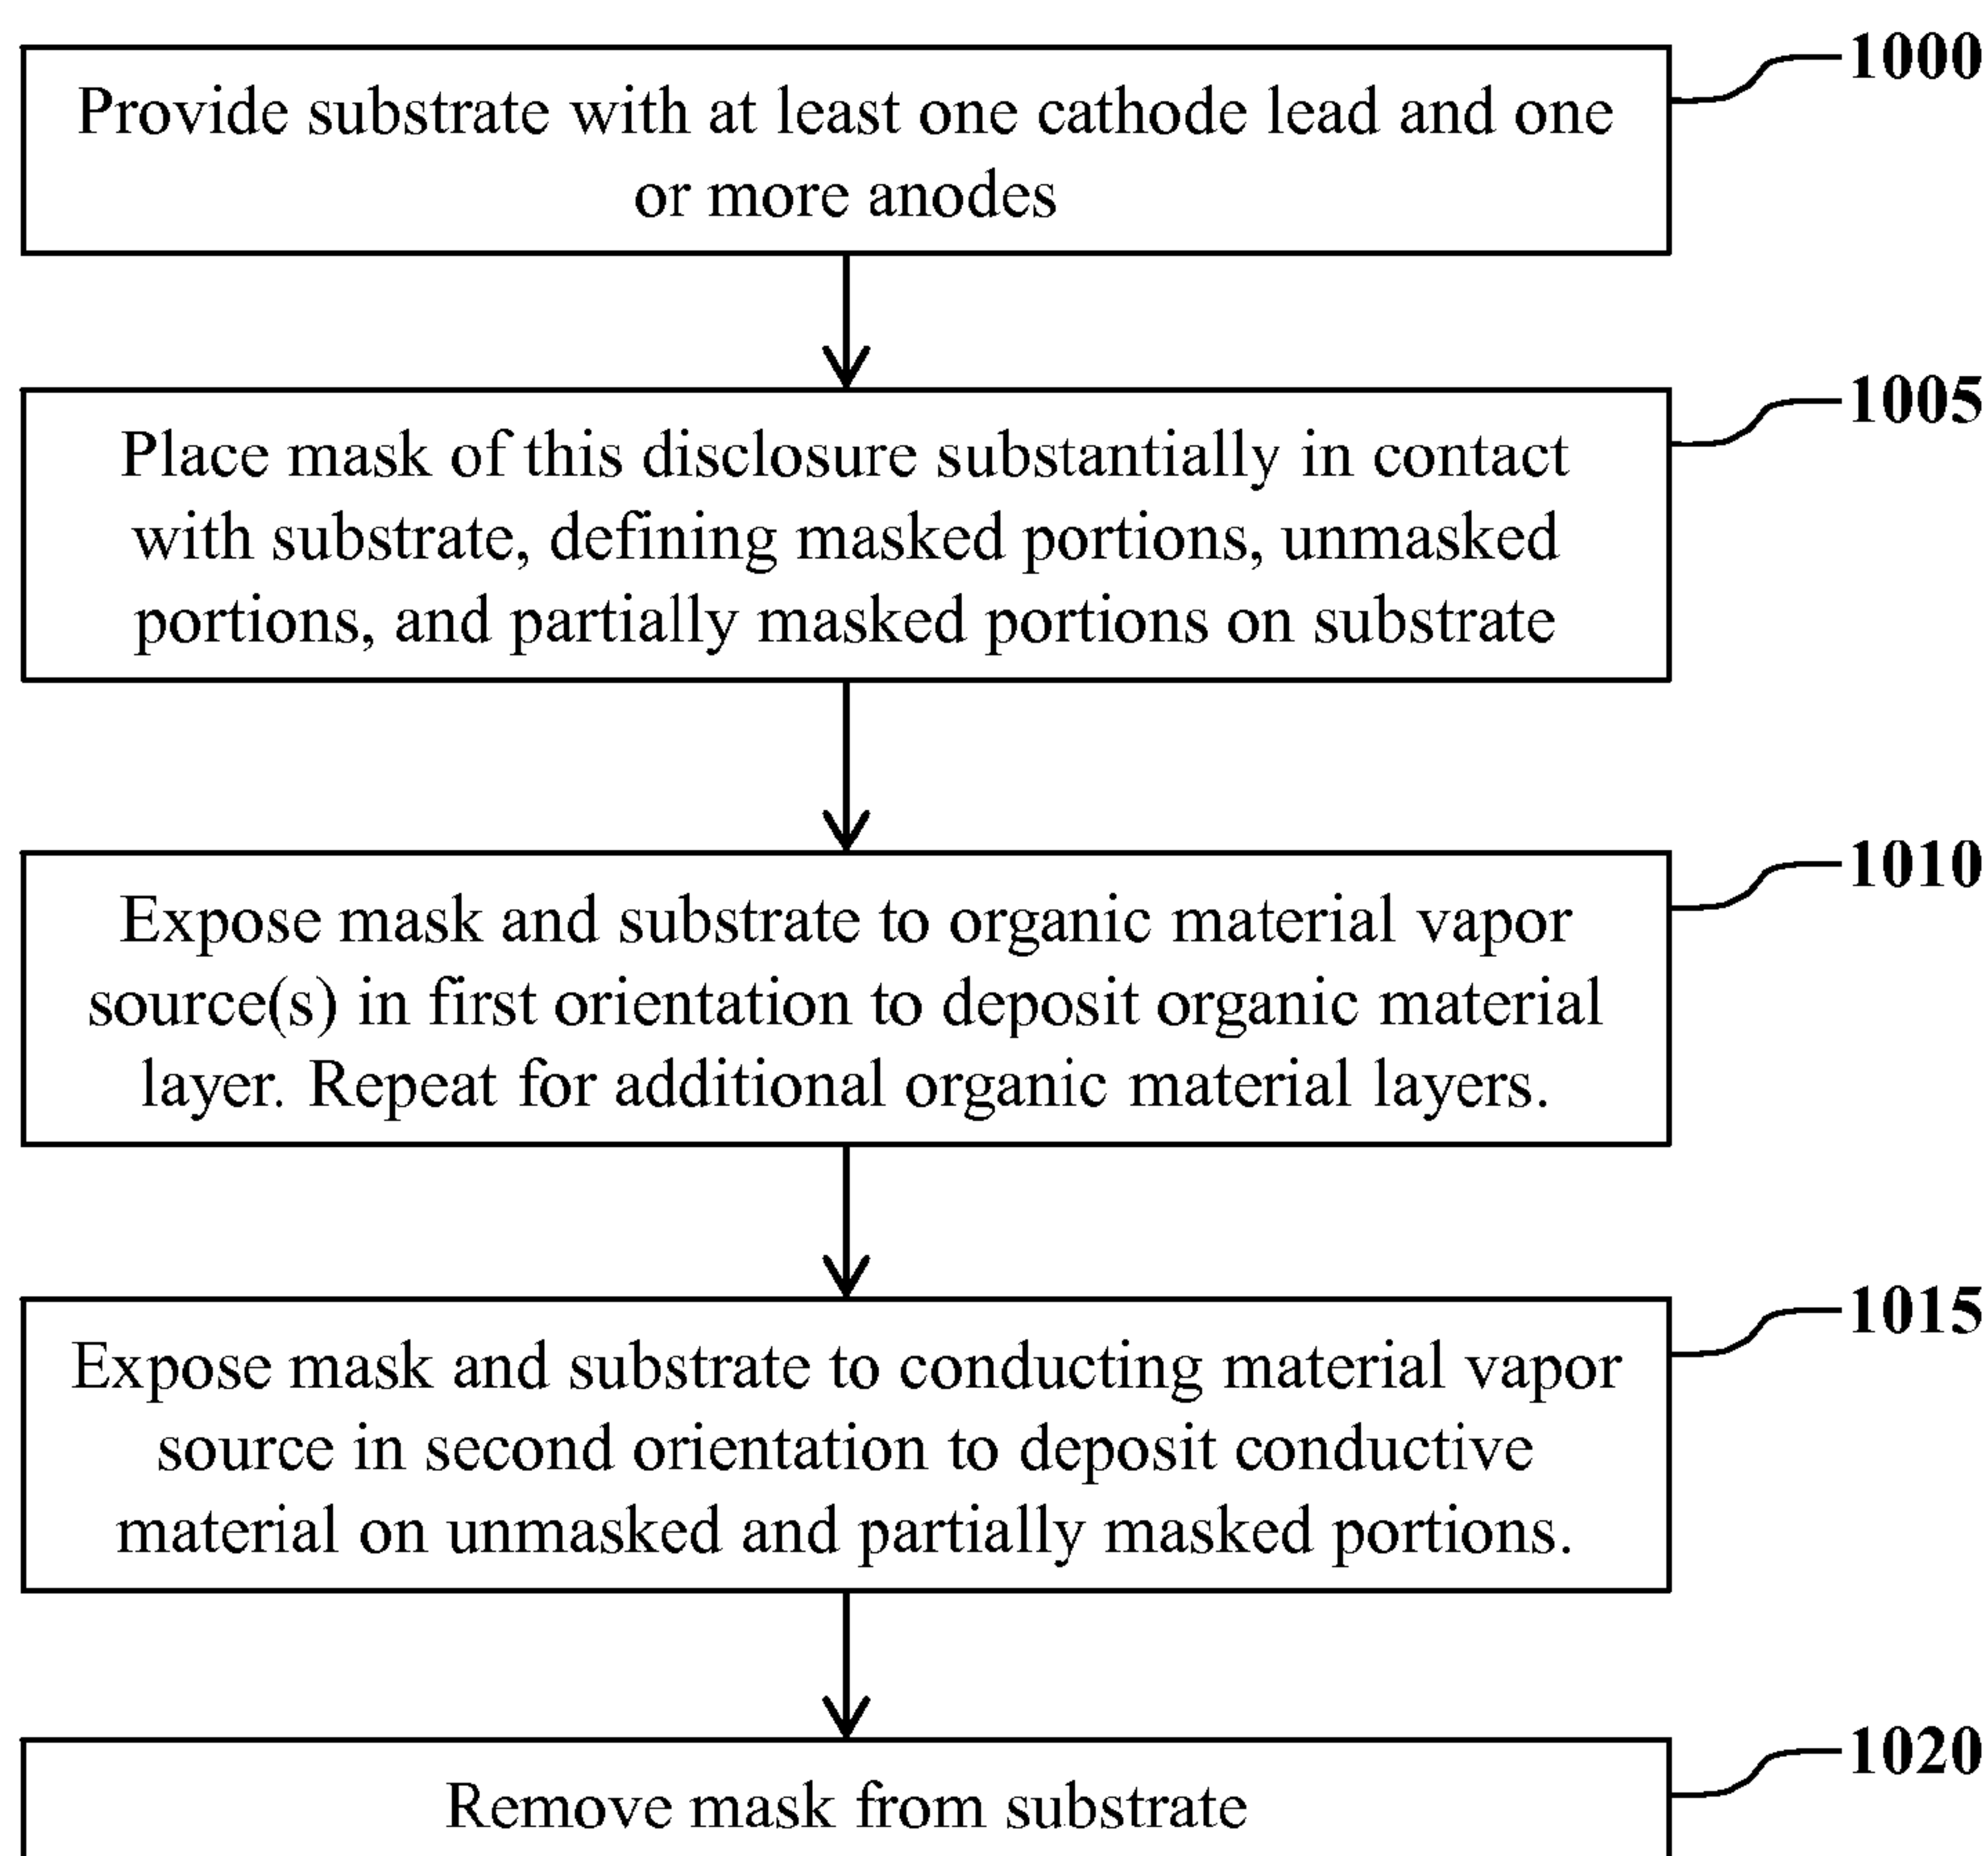 1000
Provide substrate with at least one cathode lead and one
or more anodes
1005
Place mask of this disclosure substantially in contact
with substrate, defining masked portions, unmasked
portions, and partially masked portions on substrate
1010
Expose mask and substrate to organic material vapor
source(s) in first orientation to deposit organic material
layer. Repeat for additional organic material layers.
1015
Expose mask and substrate to conducting material vapor
source in second orientation to deposit conductive
material on unmasked and partially masked portions.
1020
Remove mask from substrate